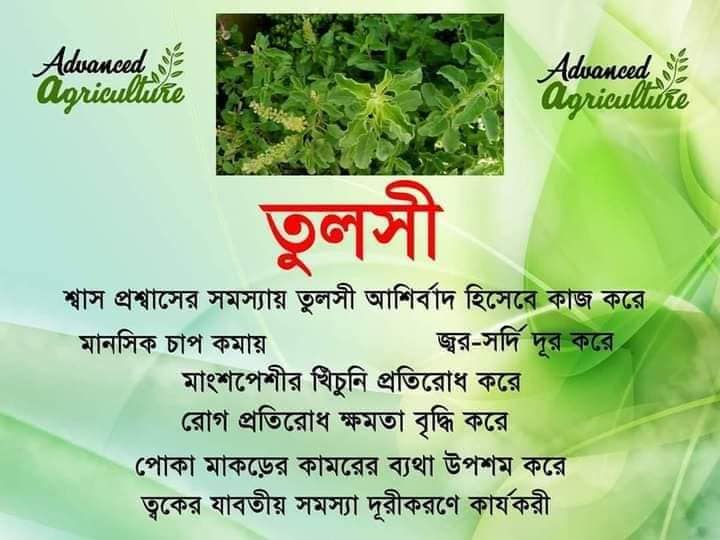 Advanced
Agriculture
Advanced
Agriculture
তুলসী
শ্বাস প্রশ্বাসের সমস্যায় তুলসী আশির্বাদ হিসেবে কাজ করে
মানসিক চাপ কমায় জ্বর-সর্দি দূর করে
মাংশপেশীর খিঁচুনি প্রতিরোধ করে
রোগ প্রতিরোধ ক্ষমতা বৃদ্ধি করে
পোকা মাকড়ের কামরের ব্যথা উপশম করে
ত্বকের যাবতীয় সমস্যা দূরীকরণে কার্যকরী